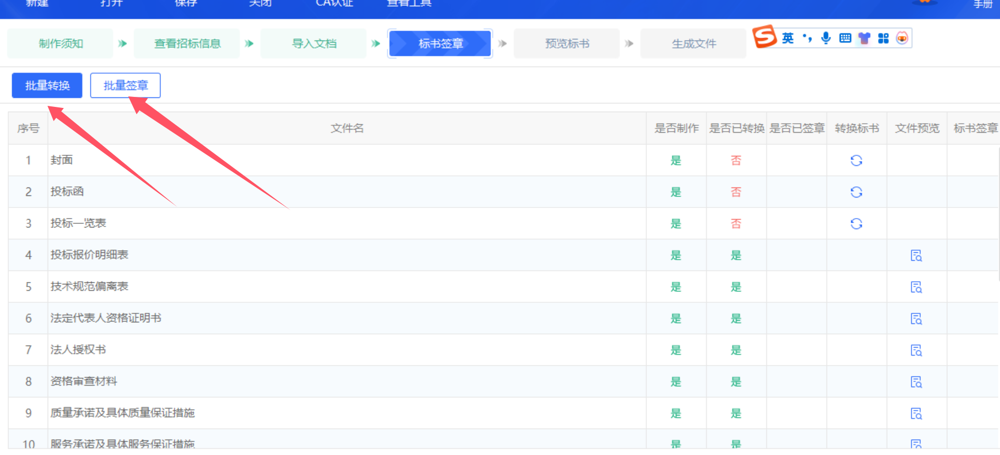 新建 打开 保存 关闭 CA认证 查看工具 手册
制作须知 查看招标信息 导入文档 标书签章 预览标书 生成文件 S 英
批量转换 批量签章
序号 文件名 是否制作 是否已转换 是否已签章 转换标书 文件预览 标书签章
1 封面 是 否
2 投标函 是 否
3 投标一览表 是 否
4 投标报价明细表 是 是
5 技术规范偏离表 是 是
6 法定代表人资格证明书 是 是
7 法人授权书 是 是
8 资格审查材料 是 是
9 质量承诺及具体质量保证措施 是 是
10 服务承诺及具体服务保证措施 是 是